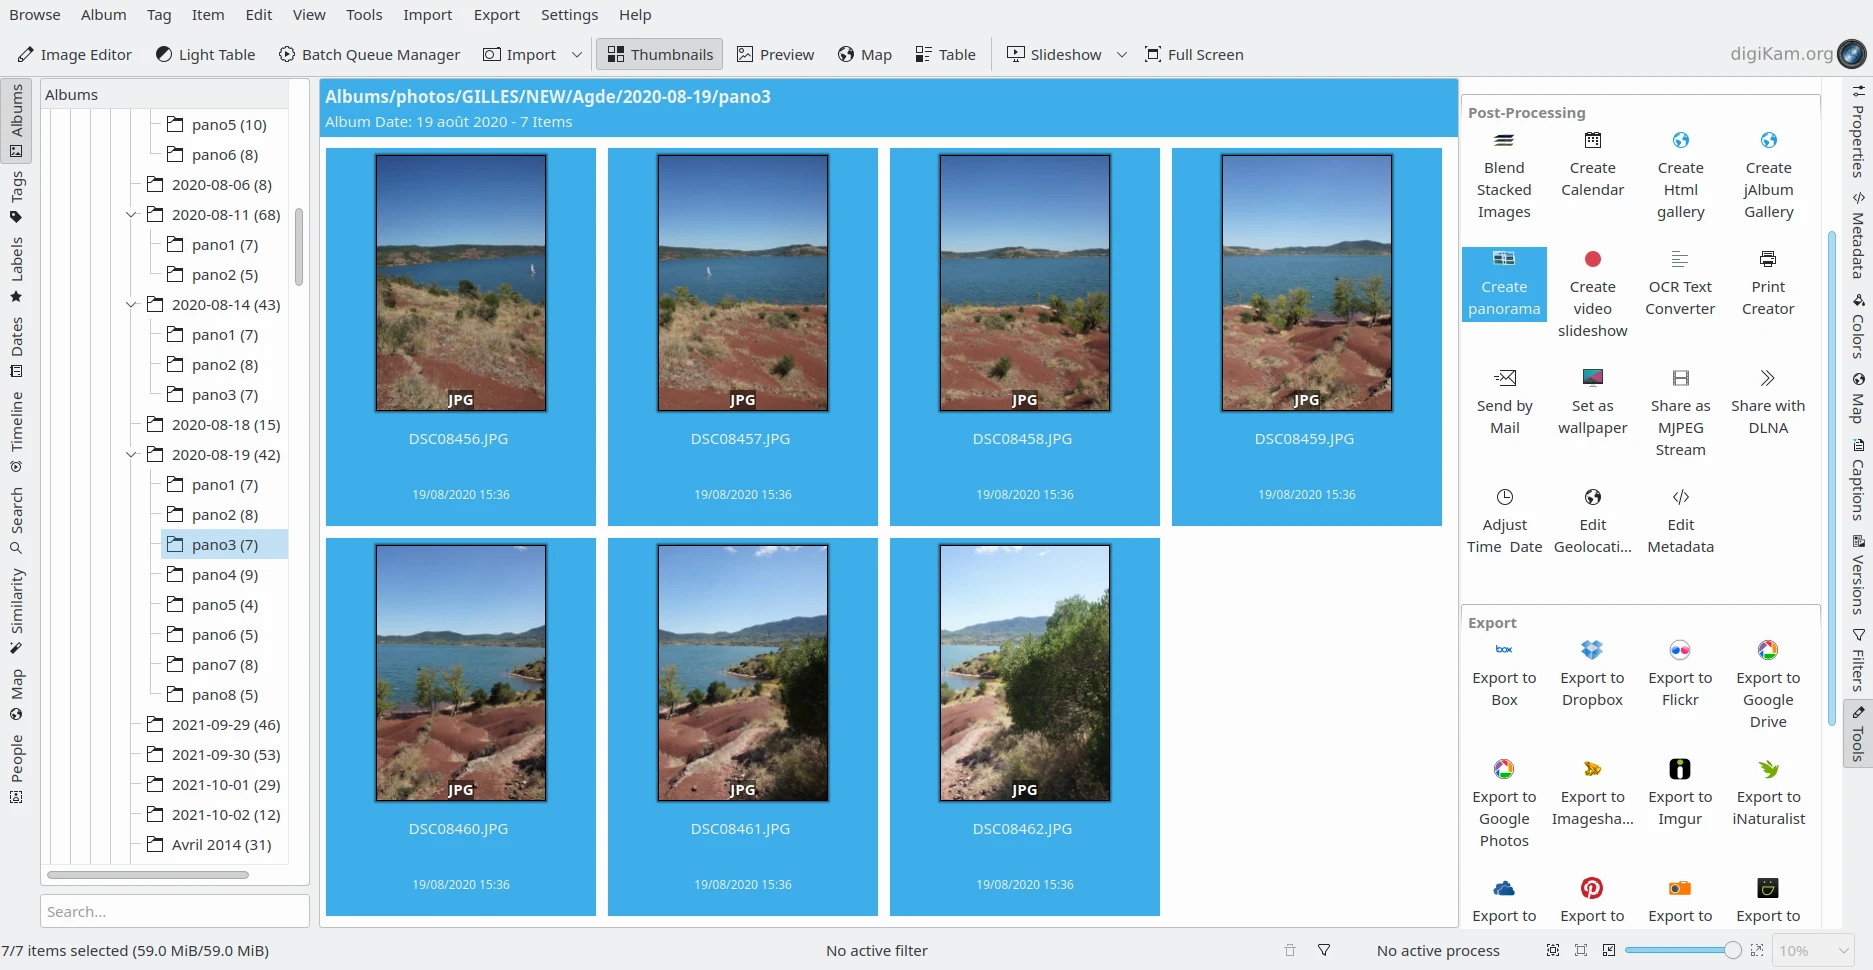 Browse Album Tag Item Edit View Tools Import Export Settings Help
Image Editor Light Table Batch Queue Manager Import Thumbnails Preview Map Table Slideshow Full Screen digiKam.org
Albums
Tags
Labels
Dates
Timeline
Search
Similarity
Map
People
Albums
pano5 (10)
pano6 (8)
2020-08-06 (8)
2020-08-11 (68)
pano1 (7)
pano2 (5)
2020-08-14 (43)
pano1 (7)
pano2 (8)
pano3 (7)
2020-08-18 (15)
2020-08-19 (42)
pano1 (7)
pano2 (8)
pano3 (7)
pano4 (9)
pano5 (4)
pano6 (5)
pano7 (8)
pano8 (5)
2021-09-29 (46)
2021-09-30 (53)
2021-10-01 (29)
2021-10-02 (12)
Avril 2014 (31)
Search...
Albums/photos/GILLES/NEW/Agde/2020-08-19/pano3
Album Date: 19 août 2020 - 7 Items
JPG JPG JPG JPG
DSC08456.JPG DSC08457.JPG DSC08458.JPG DSC08459.JPG
19/08/2020 15:36 19/08/2020 15:36 19/08/2020 15:36 19/08/2020 15:36
JPG JPG JPG
DSC08460.JPG DSC08461.JPG DSC08462.JPG
19/08/2020 15:36 19/08/2020 15:36 19/08/2020 15:36
Post-Processing
Blend
Stacked
Images
Create
Calendar
Create
Html
gallery
Create
jAlbum
Gallery
Create
panorama
Create
video
slideshow
OCR Text
Converter
Print
Creator
Send by
Mail
Set as
wallpaper
Share as
MJPEG
Stream
Share with
DLNA
Adjust
Time Date
Edit
Geolocati...
Edit
Metadata
Export
box
Export to
Box
Export to
Dropbox
Export to
Flickr
Export to
Google
Drive
Export to
Google
Photos
Export to
Imagesha...
Export to
Imgur
Export to
iNaturalist
Export to
Export to
Export to
Export to
Properties
Metadata
Colors
Map
Captions
Versions
Filters
Tools
7/7 items selected (59.0 MiB/59.0 MiB) No active filter No active process 10%